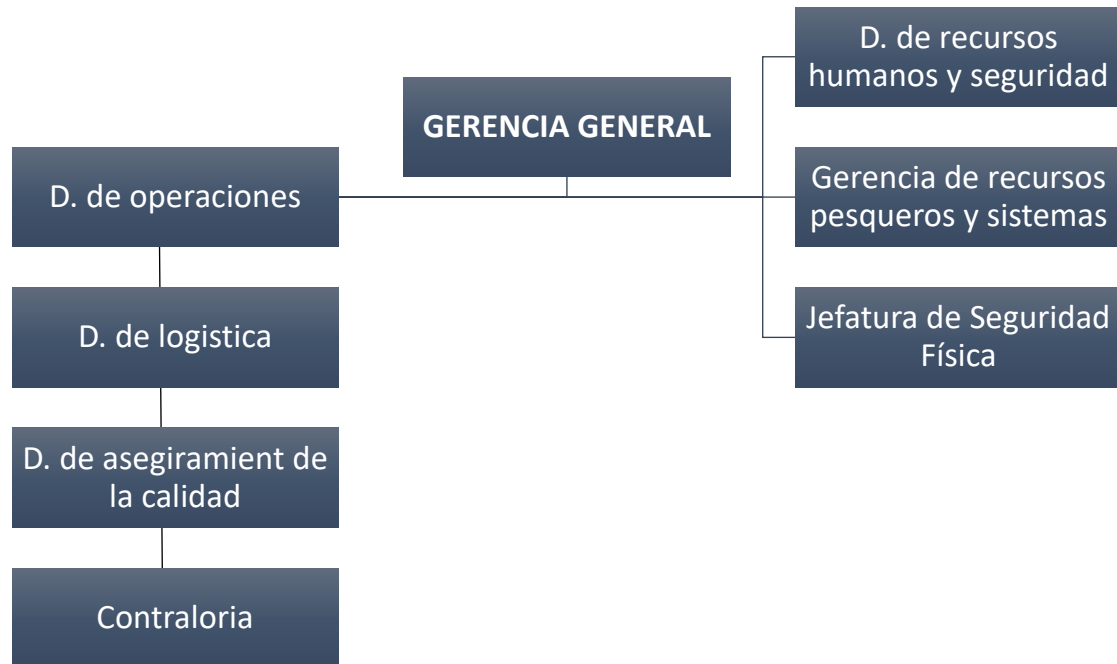 GERENCIA GENERAL
D. de operaciones
D. de logistica
D. de asegiramient de
la calidad
Contraloria
D. de recursos
humanos y seguridad
Gerencia de recursos
pesqueros y sistemas
Jefatura de Seguridad
Física